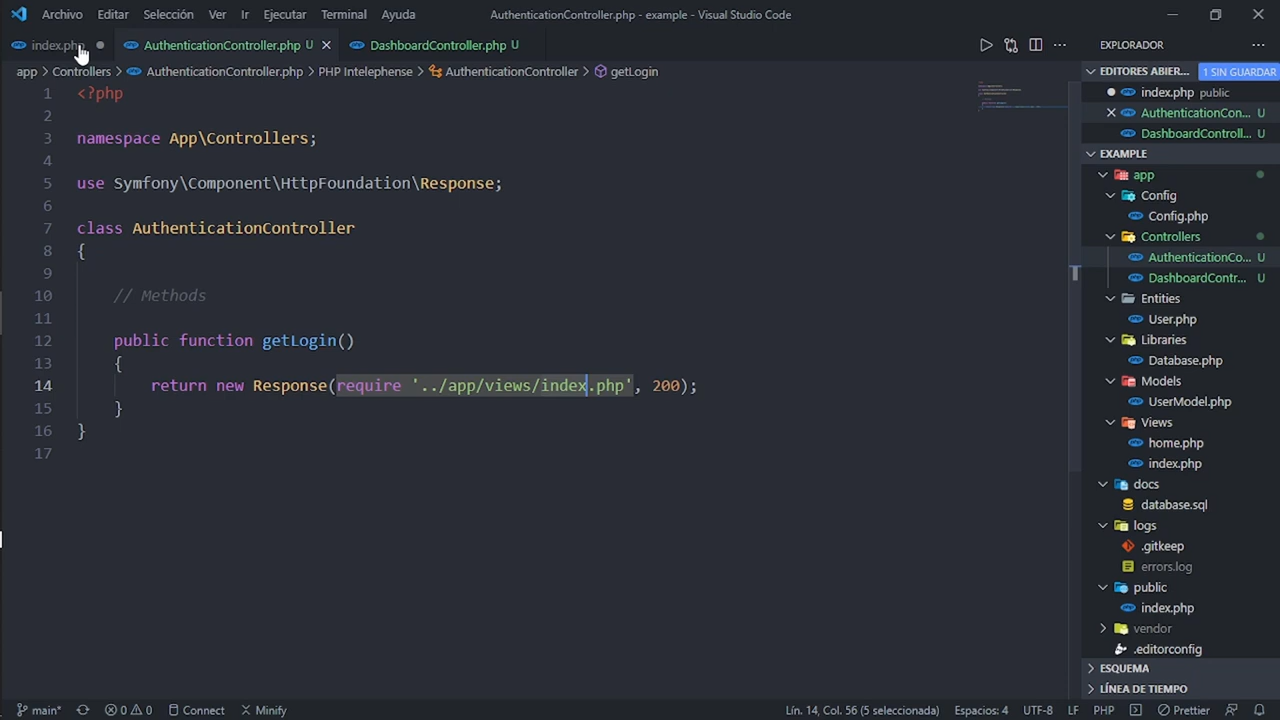 Archivo Editar Selección Ver Ir Ejecutar Terminal Ayuda AuthenticationController.php - example - Visual Studio Code
index.php AuthenticationController.php U DashboardController.php U
app > Controllers > AuthenticationController.php > PHP Intelephense > AuthenticationController > getLogin
1 <?php
2
3 namespace App\Controllers;
4
5 use Symfony\Component\HttpFoundation\Response;
6
7 class AuthenticationController
8 {
9
10 // Methods
11
12 public function getLogin()
13 {
14 return new Response(require '../app/views/index.php', 200);
15 }
16 }
17
EXPLORADOR
EDITORES ABIER... 1 SIN GUARDAR
index.php public
AuthenticationCon... U
DashboardControll... U
EXAMPLE
app
Config
Config.php
Controllers
AuthenticationCo... U
DashboardContr... U
Entities
User.php
Libraries
Database.php
Models
UserModel.php
Views
home.php
index.php
docs
database.sql
logs
.gitkeep
errors.log
public
index.php
vendor
.editorconfig
ESQUEMA
LÍNEA DE TIEMPO
main* 0 0 Connect Minify Lín. 14, Col. 56 (5 seleccionada) Espacios: 4 UTF-8 LF PHP Prettier